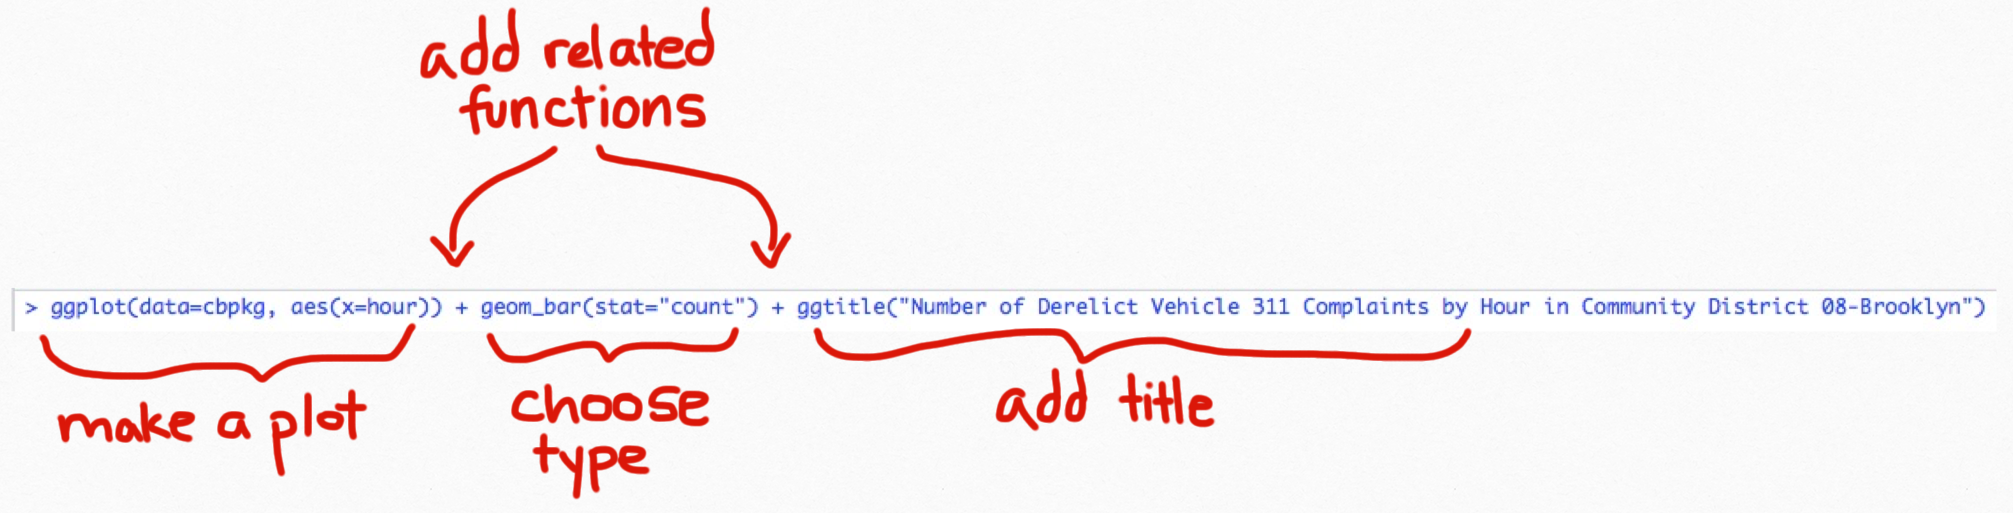 add related
functions
> ggplot(data=cbpkg, aes(x=hour)) + geom_bar(stat="count") + ggtitle("Number of Derelict Vehicle 311 Complaints by Hour in Community District 08-Brooklyn")
make a plot
choose
type
add title